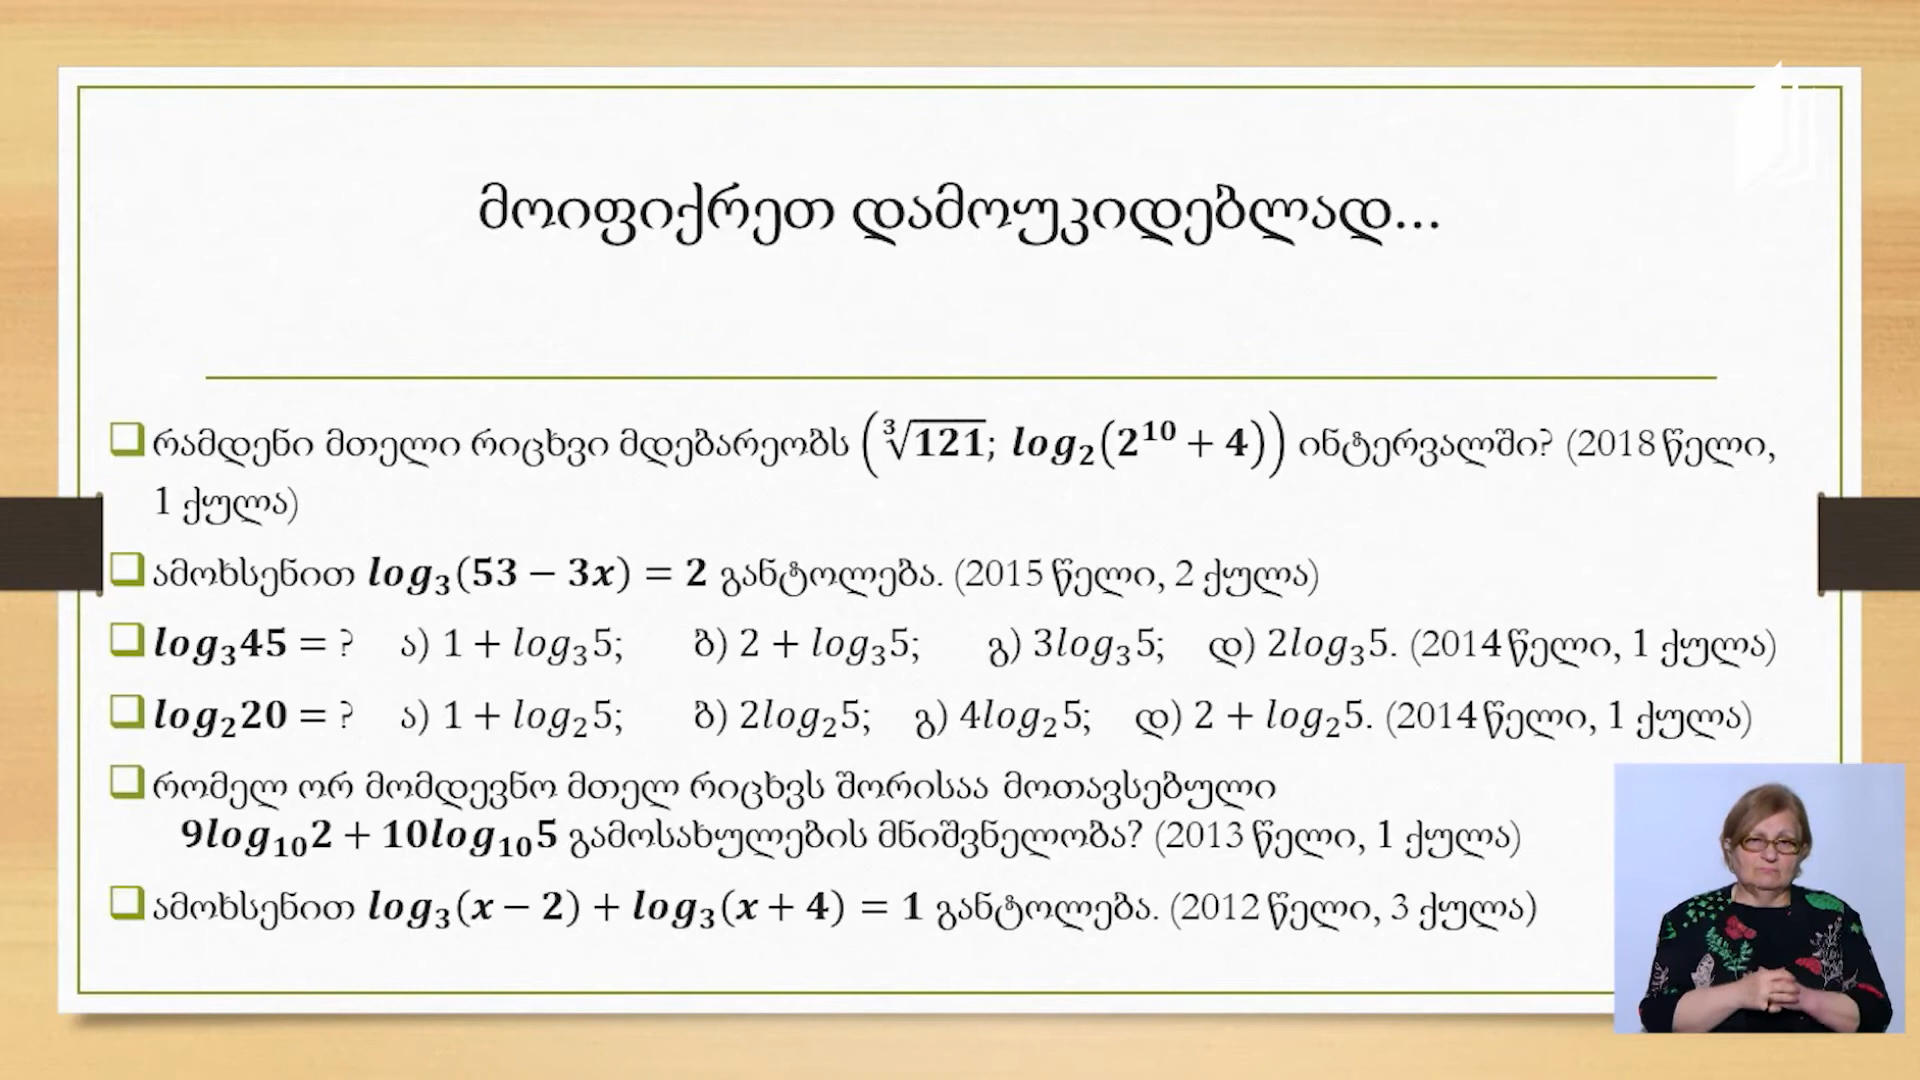 მოიფიქრეთ დამოუკიდებლად...
რამდენი მთელი რიცხვი მდებარეობს (∛121; log₂(2¹⁰ + 4)) ინტერვალში? (2018 წელი,
1 ქულა)
ამოხსენით log₃(53 − 3x) = 2 განტოლება. (2015 წელი, 2 ქულა)
log₃45 = ? ა) 1 + log₃5; ბ) 2 + log₃5; გ) 3log₃5; დ) 2log₃5. (2014 წელი, 1 ქულა)
log₂20 = ? ა) 1 + log₂5; ბ) 2log₂5; გ) 4log₂5; დ) 2 + log₂5. (2014 წელი, 1 ქულა)
რომელ ორ მომდევნო მთელ რიცხვს შორისაა მოთავსებული
9log₁₀2 + 10log₁₀5 გამოსახულების მნიშვნელობა? (2013 წელი, 1 ქულა)
ამოხსენით log₃(x − 2) + log₃(x + 4) = 1 განტოლება. (2012 წელი, 3 ქულა)